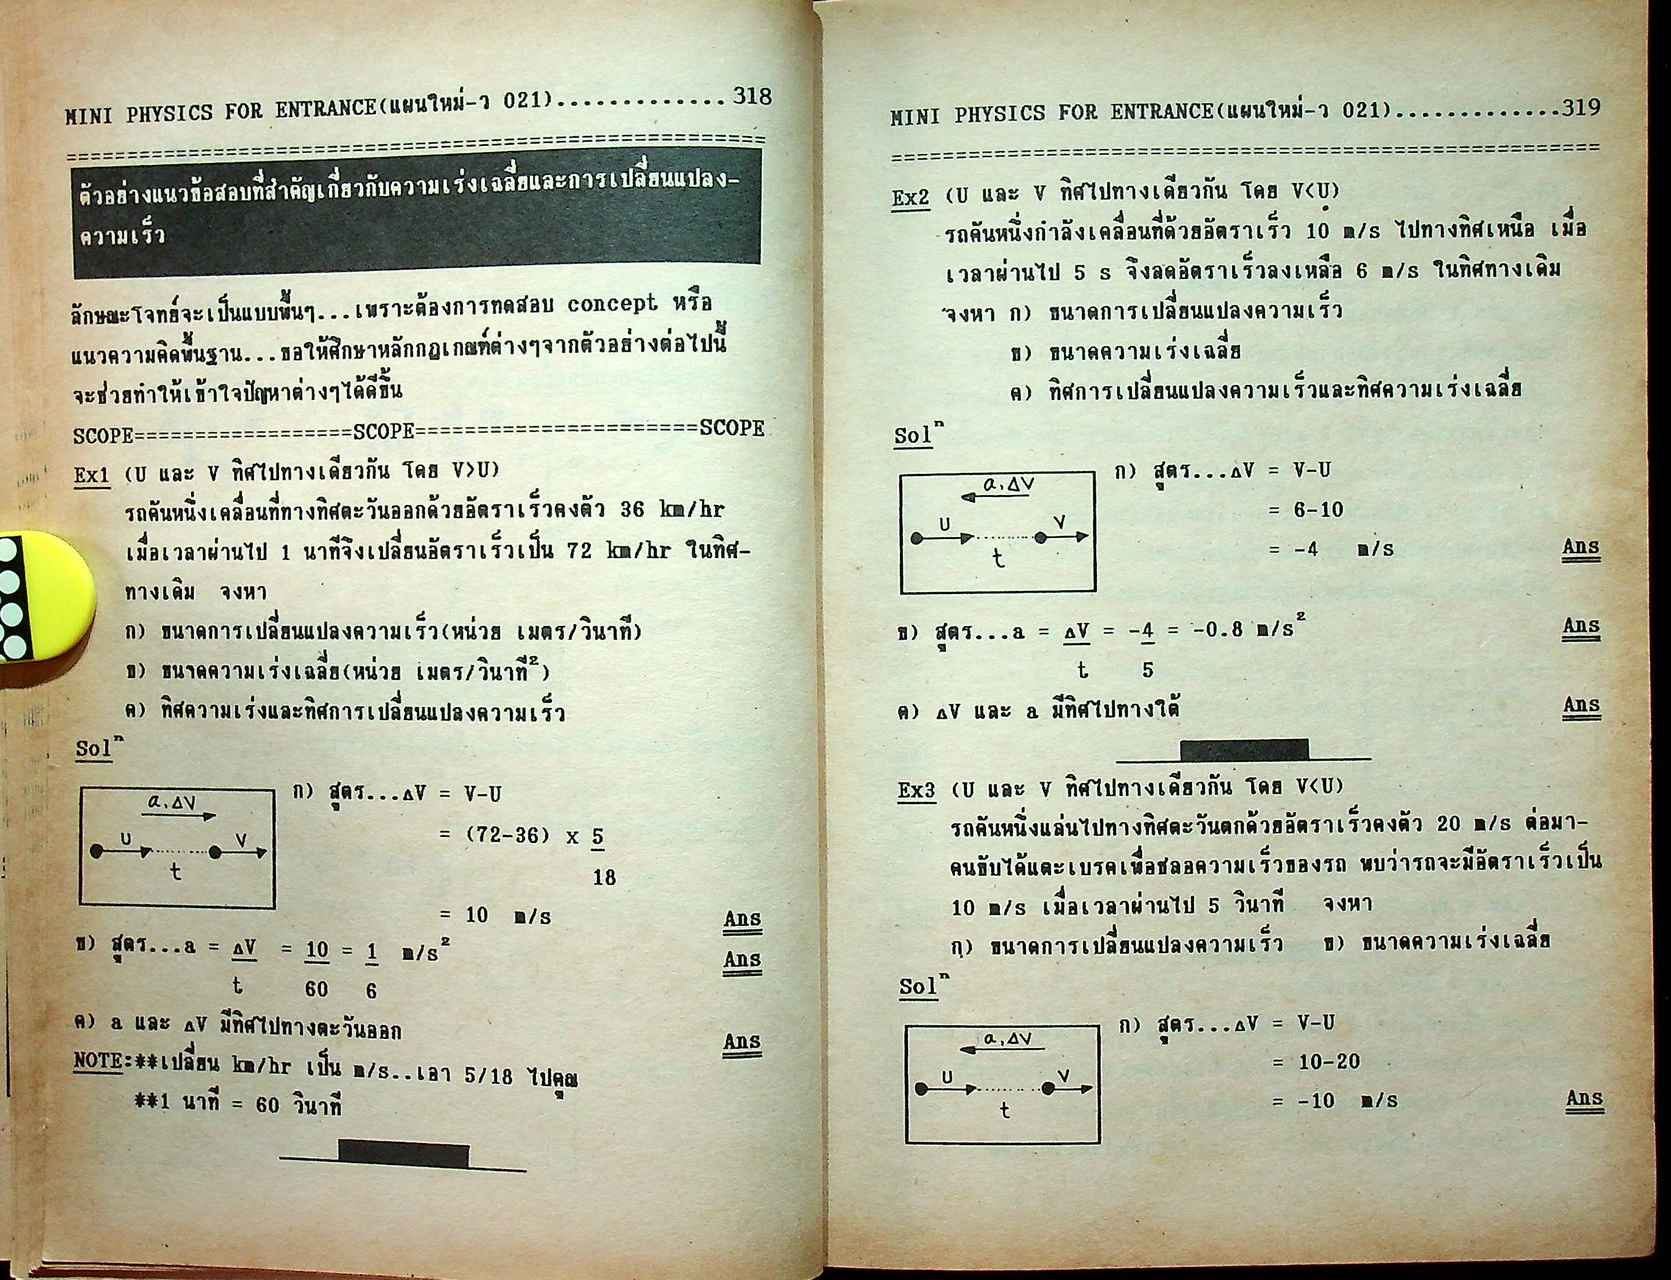 MINI PHYSICS FOR ENTRANCE(แผนใหม่-ว 021).............318
=========================================================
ตัวอย่างแนวข้อสอบที่สำคัญเกี่ยวกับความเร่งเฉลี่ยและการเปลี่ยนแปลง-
ความเร็ว
ลักษณะโจทย์จะเป็นแบบพื้นๆ...เพราะต้องการทดสอบ concept หรือ
แนวความคิดพื้นฐาน...ขอให้ศึกษาหลักกฎเกณฑ์ต่างๆจากตัวอย่างต่อไปนี้
จะช่วยทำให้เข้าใจปัญหาต่างๆได้ดีขึ้น
SCOPE==================SCOPE=======================SCOPE
Ex1 (U และ V ทิศไปทางเดียวกัน โดย V>U)
รถคันหนึ่งเคลื่อนที่ทางทิศตะวันออกด้วยอัตราเร็วคงตัว 36 km/hr
เมื่อเวลาผ่านไป 1 นาทีจึงเปลี่ยนอัตราเร็วเป็น 72 km/hr ในทิศ-
ทางเดิม จงหา
ก) ขนาดการเปลี่ยนแปลงความเร็ว(หน่วย เมตร/วินาที)
ข) ขนาดความเร่งเฉลี่ย(หน่วย เมตร/วินาที²)
ค) ทิศความเร่งและทิศการเปลี่ยนแปลงความเร็ว
Solⁿ
a,ΔV
U V
t
ก) สูตร...ΔV = V-U
= (72-36) x 5
18
= 10 m/s Ans
ข) สูตร...a = ΔV = 10 = 1 m/s² Ans
t 60 6
ค) a และ ΔV มีทิศไปทางตะวันออก Ans
NOTE:**เปลี่ยน km/hr เป็น m/s..เอา 5/18 ไปคูณ
**1 นาที = 60 วินาที
MINI PHYSICS FOR ENTRANCE(แผนใหม่-ว 021).............319
=========================================================
Ex2 (U และ V ทิศไปทางเดียวกัน โดย V<U)
รถคันหนึ่งกำลังเคลื่อนที่ด้วยอัตราเร็ว 10 m/s ไปทางทิศเหนือ เมื่อ
เวลาผ่านไป 5 s จึงลดอัตราเร็วลงเหลือ 6 m/s ในทิศทางเดิม
จงหา ก) ขนาดการเปลี่ยนแปลงความเร็ว
ข) ขนาดความเร่งเฉลี่ย
ค) ทิศการเปลี่ยนแปลงความเร็วและทิศความเร่งเฉลี่ย
Solⁿ
a,ΔV
U V
t
ก) สูตร...ΔV = V-U
= 6-10
= -4 m/s Ans
ข) สูตร...a = ΔV = -4 = -0.8 m/s² Ans
t 5
ค) ΔV และ a มีทิศไปทางใต้ Ans
Ex3 (U และ V ทิศไปทางเดียวกัน โดย V<U)
รถคันหนึ่งแล่นไปทางทิศตะวันตกด้วยอัตราเร็วคงตัว 20 m/s ต่อมา-
คนขับได้แตะเบรคเพื่อชลอความเร็วของรถ พบว่ารถจะมีอัตราเร็วเป็น
10 m/s เมื่อเวลาผ่านไป 5 วินาที จงหา
ก) ขนาดการเปลี่ยนแปลงความเร็ว ข) ขนาดความเร่งเฉลี่ย
Solⁿ
a,ΔV
U V
t
ก) สูตร...ΔV = V-U
= 10-20
= -10 m/s Ans